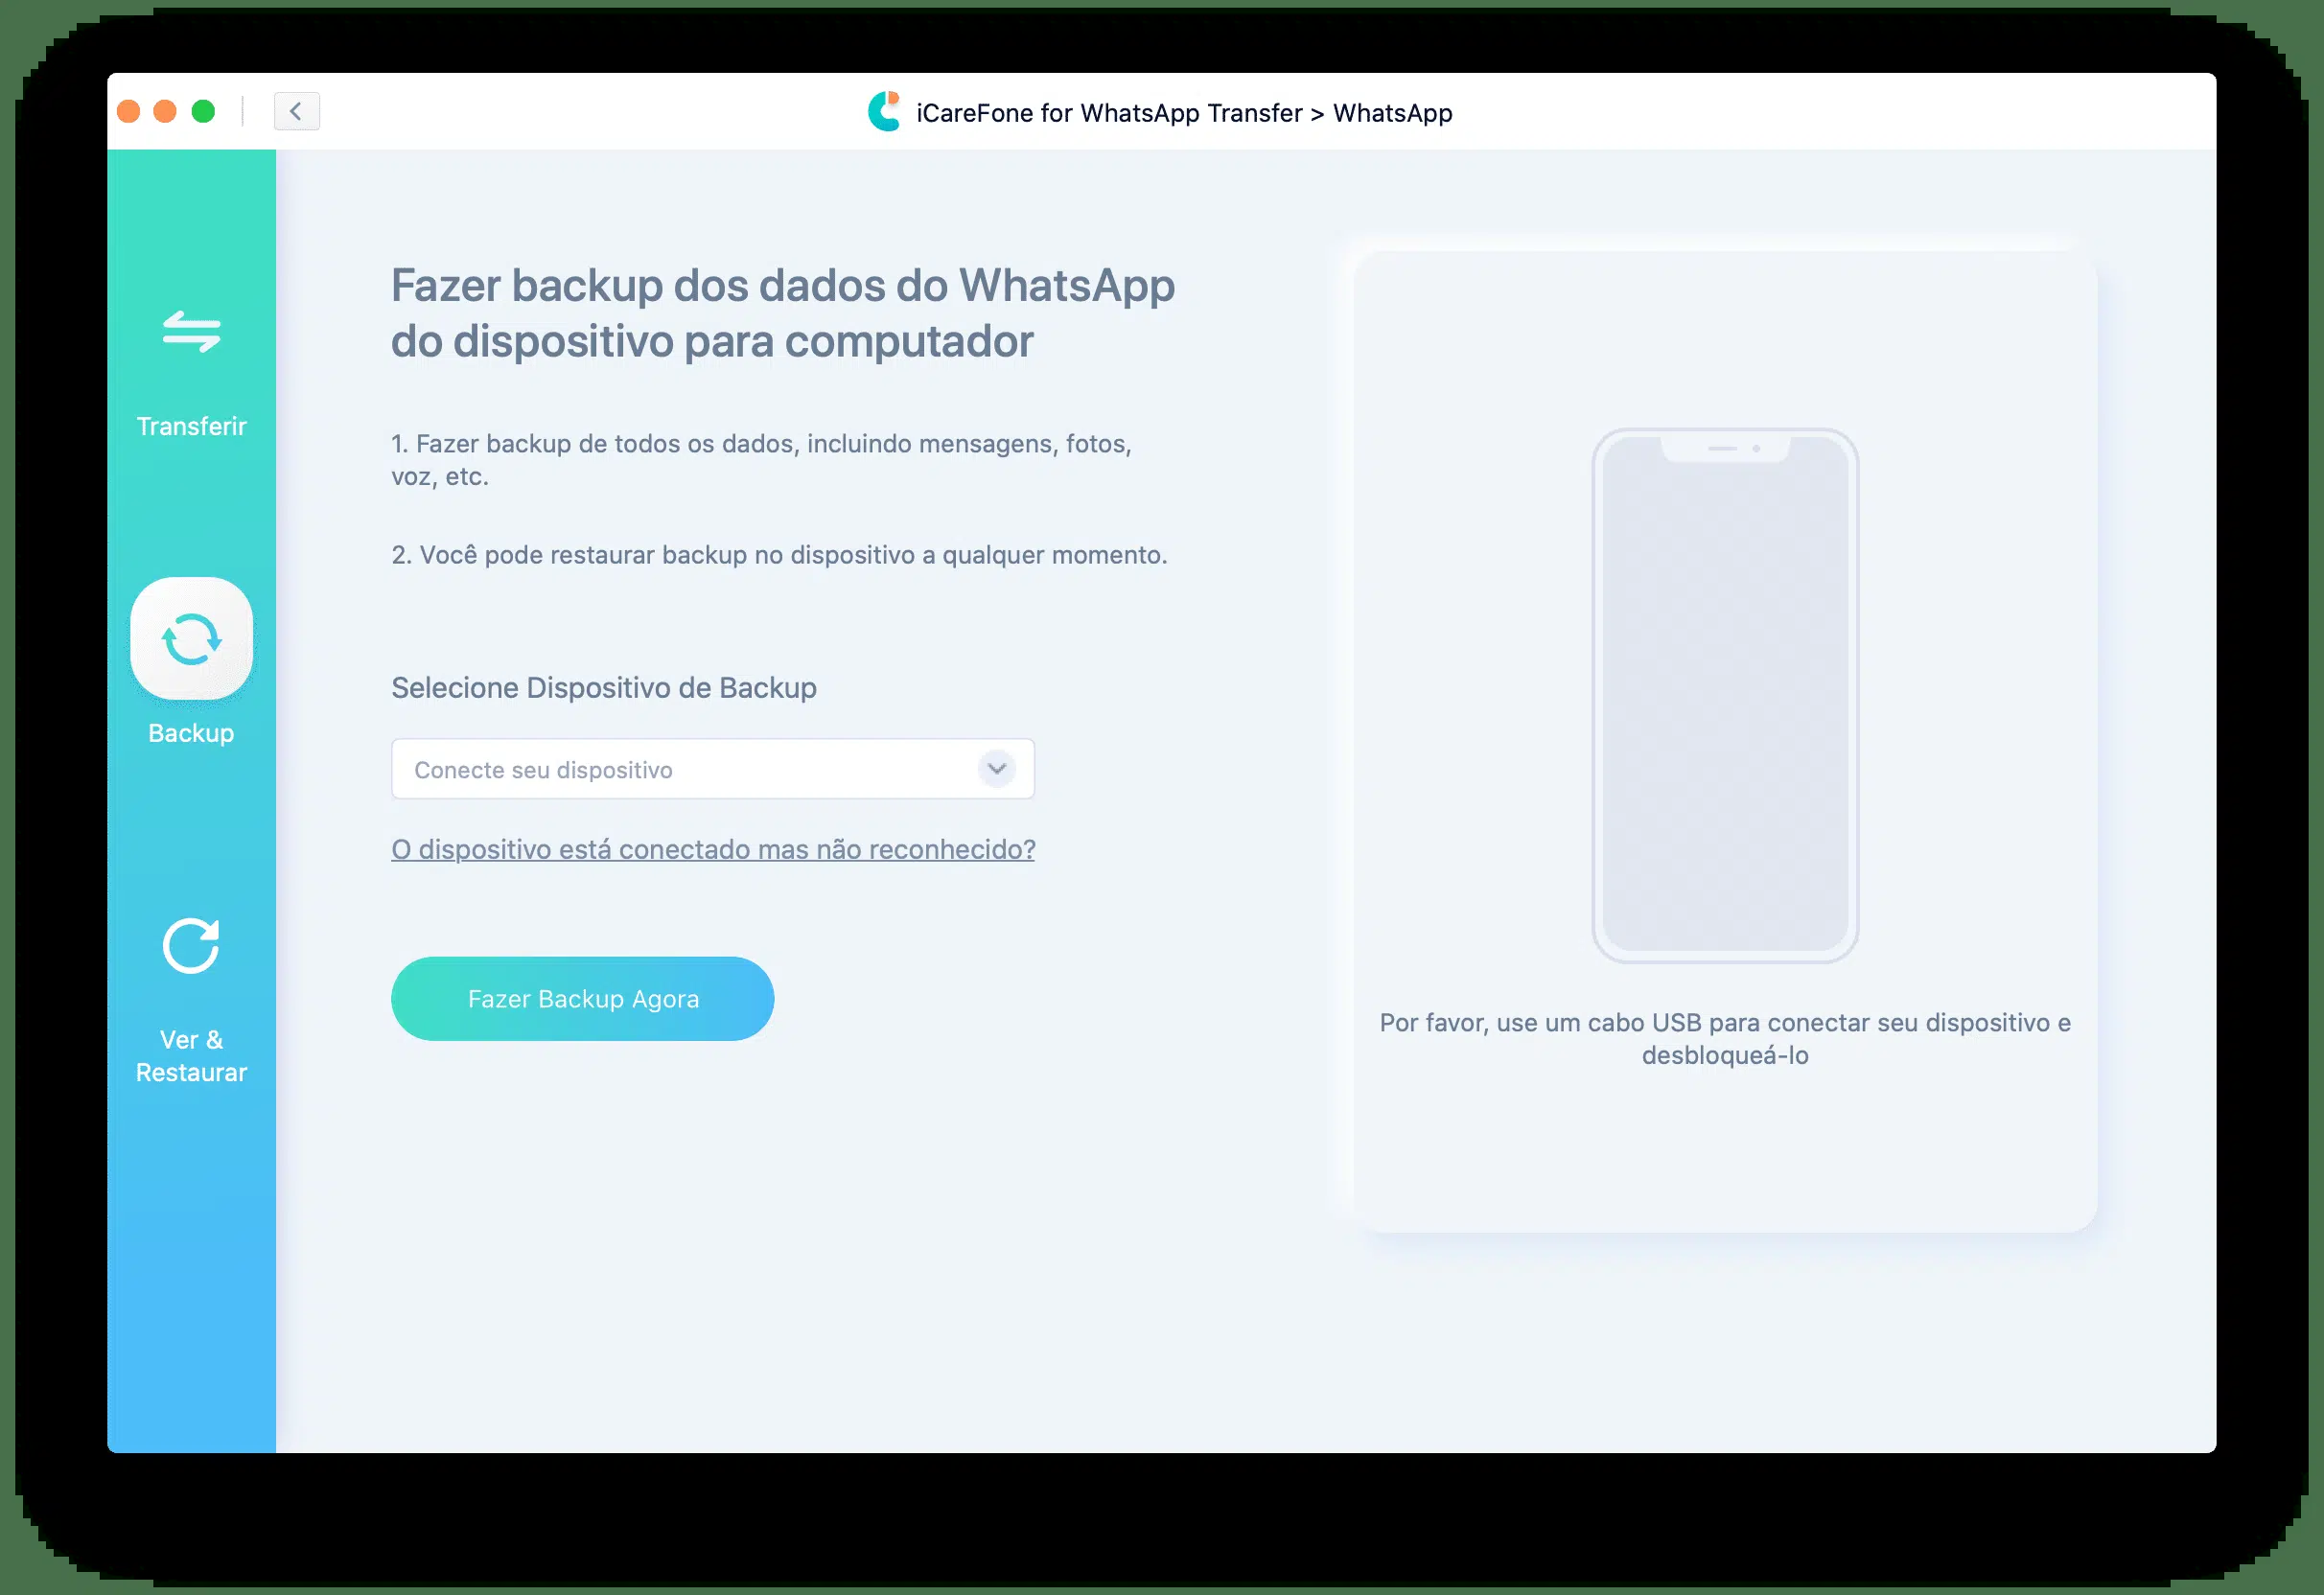 iCareFone for WhatsApp Transfer > WhatsApp
Transferir
Backup
Ver &
Restaurar
Fazer backup dos dados do WhatsApp
do dispositivo para computador
1. Fazer backup de todos os dados, incluindo mensagens, fotos,
voz, etc.
2. Você pode restaurar backup no dispositivo a qualquer momento.
Selecione Dispositivo de Backup
Conecte seu dispositivo
O dispositivo está conectado mas não reconhecido?
Fazer Backup Agora
Por favor, use um cabo USB para conectar seu dispositivo e
desbloqueá-lo